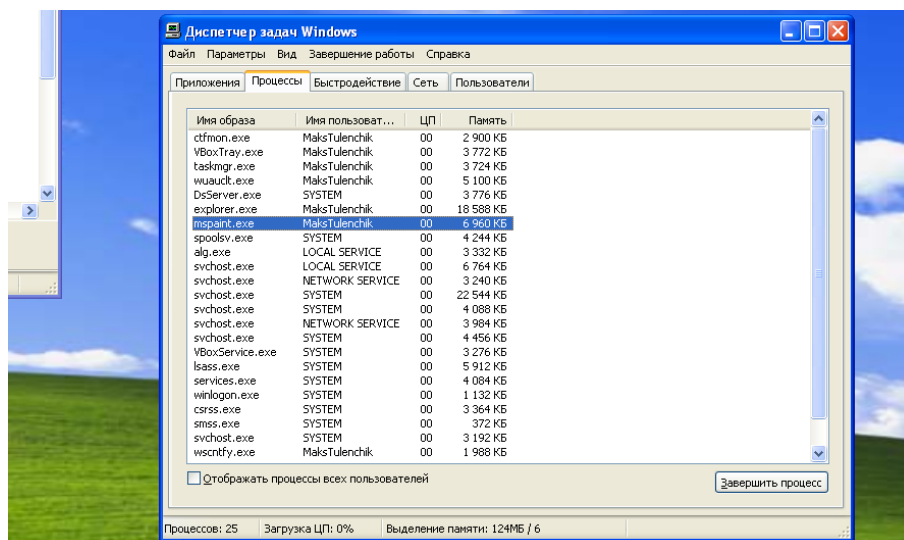 Диспетчер задач Windows
Файл Параметры Вид Завершение работы Справка
Приложения Процессы Быстродействие Сеть Пользователи
Имя образа Имя пользоват... ЦП Память
ctfmon.exe MaksTulenchik 00 2 900 КБ
VBoxTray.exe MaksTulenchik 00 3 772 КБ
taskmgr.exe MaksTulenchik 00 3 724 КБ
wuauclt.exe MaksTulenchik 00 5 100 КБ
DsServer.exe SYSTEM 00 3 776 КБ
explorer.exe MaksTulenchik 00 18 588 КБ
mspaint.exe MaksTulenchik 00 6 960 КБ
spoolsv.exe SYSTEM 00 4 244 КБ
alg.exe LOCAL SERVICE 00 3 332 КБ
svchost.exe LOCAL SERVICE 00 6 764 КБ
svchost.exe NETWORK SERVICE 00 3 240 КБ
svchost.exe SYSTEM 00 22 544 КБ
svchost.exe SYSTEM 00 4 088 КБ
svchost.exe NETWORK SERVICE 00 3 984 КБ
svchost.exe SYSTEM 00 4 456 КБ
VBoxService.exe SYSTEM 00 3 276 КБ
lsass.exe SYSTEM 00 5 912 КБ
services.exe SYSTEM 00 4 084 КБ
winlogon.exe SYSTEM 00 1 132 КБ
csrss.exe SYSTEM 00 3 364 КБ
smss.exe SYSTEM 00 372 КБ
svchost.exe SYSTEM 00 3 192 КБ
wscntfy.exe MaksTulenchik 00 1 988 КБ
Отображать процессы всех пользователей Завершить процесс
Процессов: 25 Загрузка ЦП: 0% Выделение памяти: 124МБ / 6